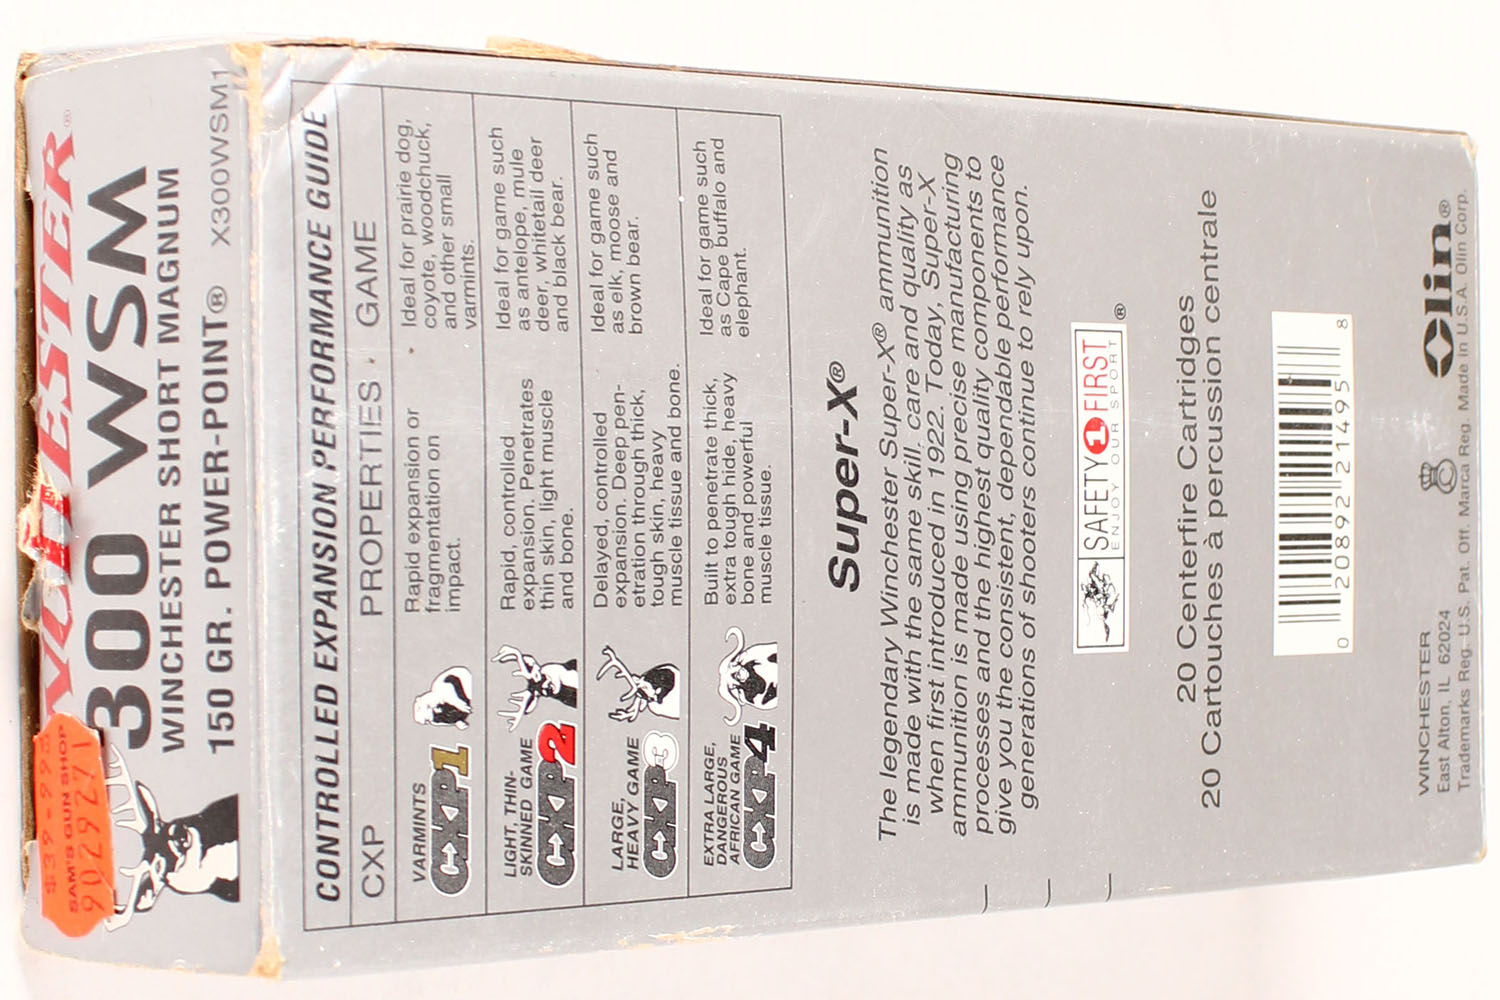 $39-99
SAM'S GUN SHOP
902927
WINCHESTER®
300 WSM
WINCHESTER SHORT MAGNUM
150 GR. POWER-POINT® X300WSM1
CONTROLLED EXPANSION PERFORMANCE GUIDE
CXP PROPERTIES · GAME
VARMINTS
CXP1
Rapid expansion or
fragmentation on
impact.
Ideal for prairie dog,
coyote, woodchuck,
and other small
varmints.
LIGHT, THIN-
SKINNED GAME
CXP2
Rapid, controlled
expansion. Penetrates
thin skin, light muscle
and bone.
Ideal for game such
as antelope, mule
deer, whitetail deer
and black bear.
LARGE,
HEAVY GAME
CXP3
Delayed, controlled
expansion. Deep pen-
etration through thick,
tough skin, heavy
muscle tissue and bone.
Ideal for game such
as elk, moose and
brown bear.
EXTRA LARGE,
DANGEROUS
AFRICAN GAME
CXP4
Built to penetrate thick,
extra tough hide, heavy
bone and powerful
muscle tissue.
Ideal for game such
as Cape buffalo and
elephant.
Super-X®
The legendary Winchester Super-X® ammunition
is made with the same skill, care and quality as
when first introduced in 1922. Today, Super-X
ammunition is made using precise manufacturing
processes and the highest quality components to
give you the consistent, dependable performance
generations of shooters continue to rely upon.
SAFETY 1 FIRST
ENJOY OUR SPORT ®
20 Centerfire Cartridges
20 Cartouches à percussion centrale
0 20892 21495 8
WINCHESTER
East Alton, IL 62024
Olin®
Trademarks Reg. U.S. Pat. Off. Marca Reg. Made in U.S.A. Olin Corp.